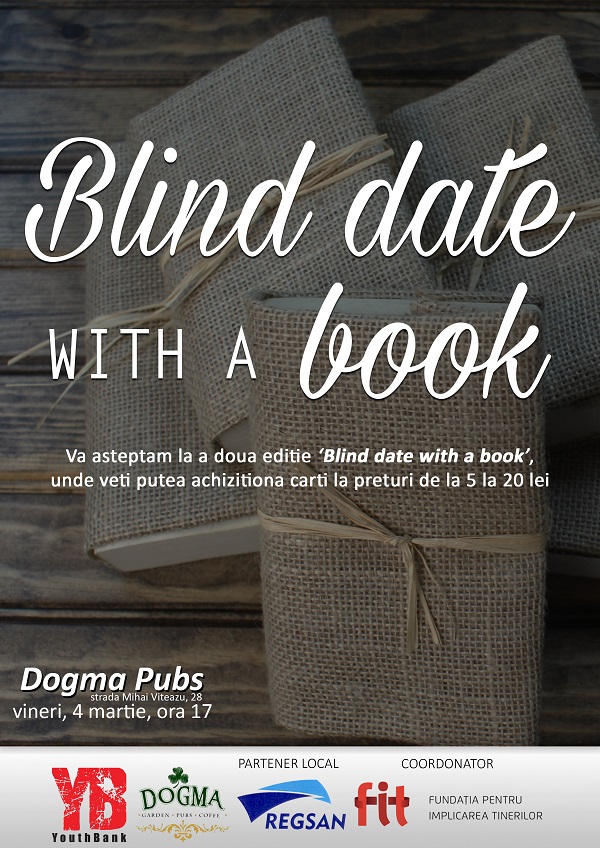 Blind date
WITH A book
Va asteptam la a doua editie ‘Blind date with a book’,
unde veti putea achizitiona carti la preturi de la 5 la 20 lei
Dogma Pubs
strada Mihai Viteazu, 28
vineri, 4 martie, ora 17
PARTENER LOCAL
COORDONATOR
YB
YouthBank
DOGMA
GARDEN • PUBS • COFFE
REGSAN
fit
FUNDAȚIA PENTRU
IMPLICAREA TINERILOR